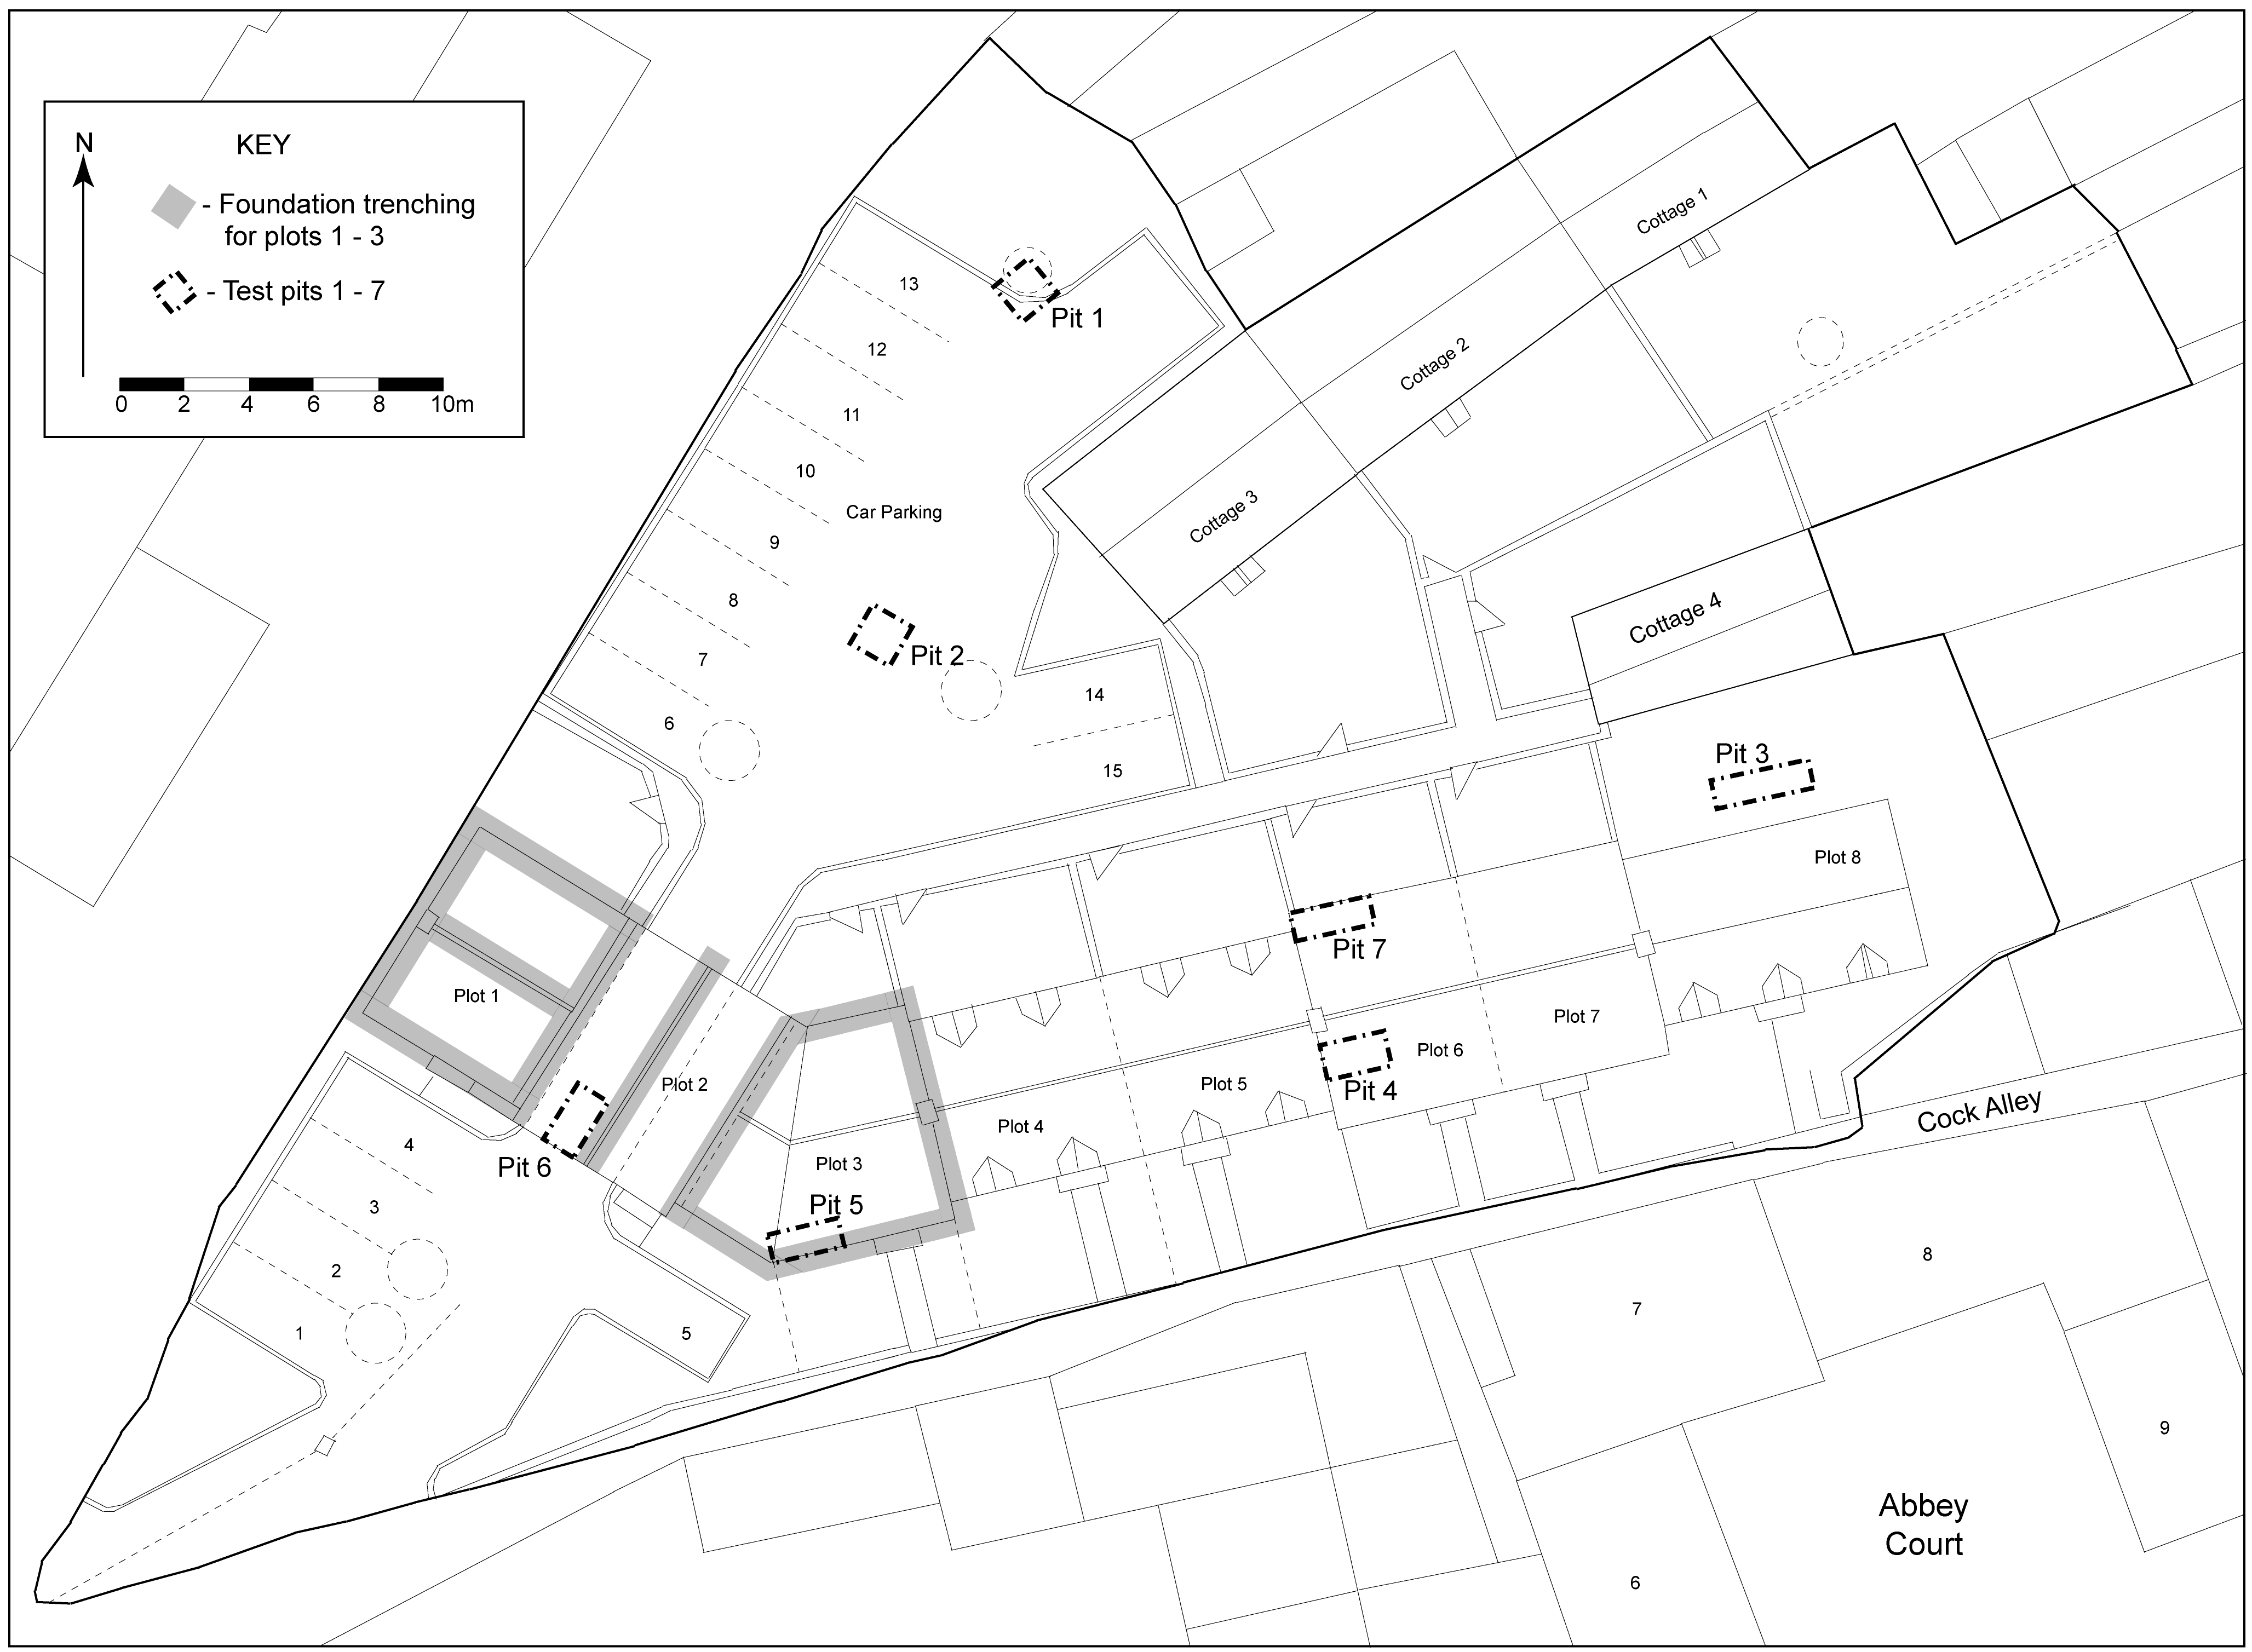 N
KEY
- Foundation trenching
for plots 1 - 3
- Test pits 1 - 7
0 2 4 6 8 10m
13
12
11
10
9
8
7
6
Car Parking
Pit 1
Pit 2
14
15
Cottage 1
Cottage 2
Cottage 3
Cottage 4
Pit 3
Plot 8
Pit 7
Plot 7
Plot 6
Pit 4
Plot 5
Plot 4
Plot 1
Plot 2
Plot 3
Pit 5
Pit 6
4
3
2
1
5
Cock Alley
8
7
9
6
Abbey
Court